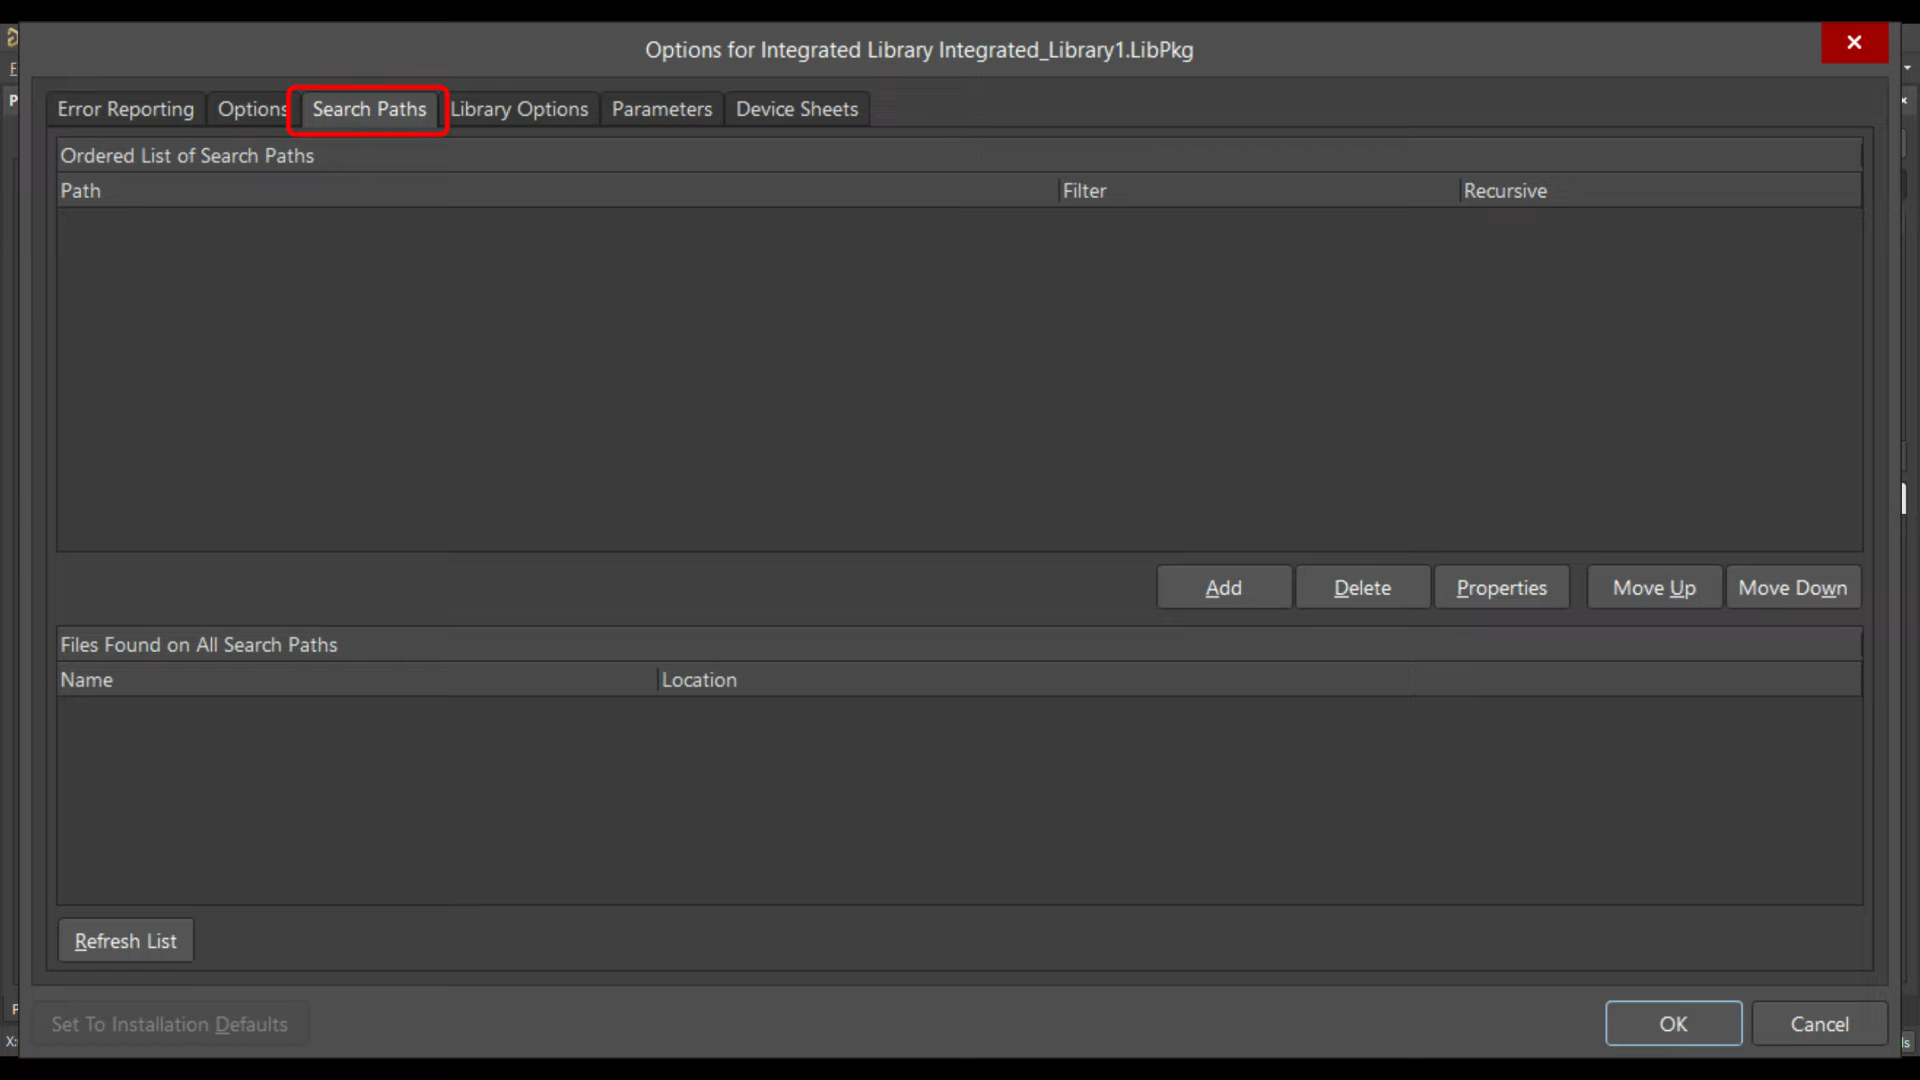 Options for Integrated Library Integrated_Library1.LibPkg
Error Reporting Options Search Paths Library Options Parameters Device Sheets
Ordered List of Search Paths
Path Filter Recursive
Add Delete Properties Move Up Move Down
Files Found on All Search Paths
Name Location
Refresh List
Set To Installation Defaults OK Cancel